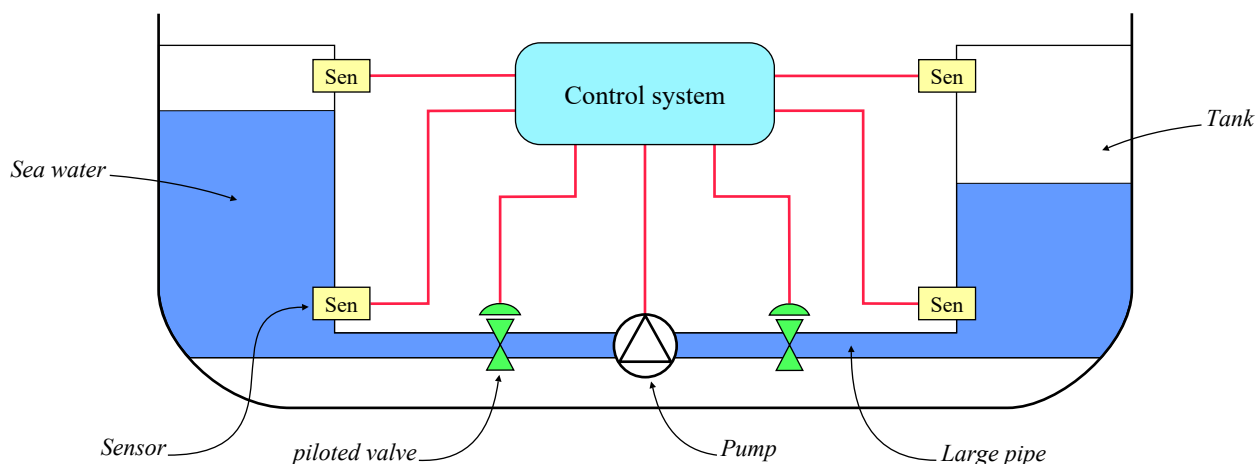 Sen
Sen
Control system
Tank
Sea water
Sen
Sen
Sensor
piloted valve
Pump
Large pipe